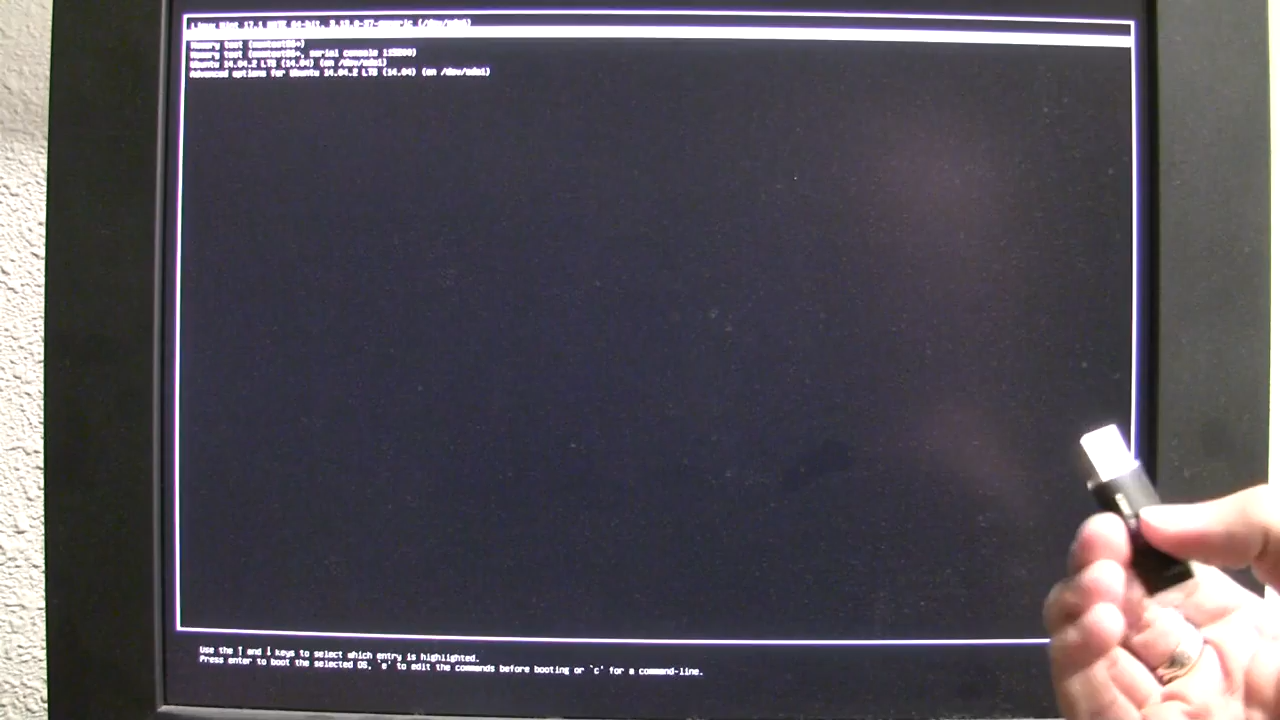 Linux Mint 17.1 MATE 64-bit, 3.13.0-37-generic (/dev/sda1)
Memory test (memtest86+)
Memory test (memtest86+, serial console 115200)
Ubuntu 14.04.2 LTS (14.04) (on /dev/sda1)
Advanced options for Ubuntu 14.04.2 LTS (14.04) (on /dev/sda1)
Use the ↑ and ↓ keys to select which entry is highlighted.
Press enter to boot the selected OS, `e' to edit the commands before booting or `c' for a command-line.